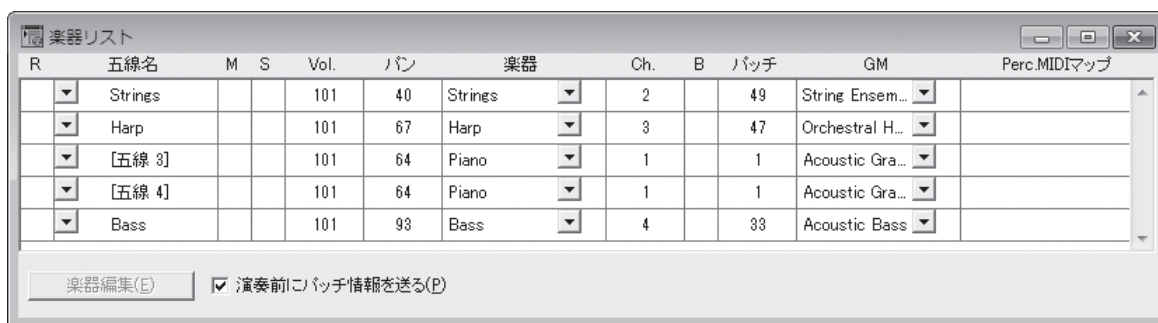 楽器リスト
R 五線名 M S Vol. パン 楽器 Ch. B パッチ GM Perc.MIDIマップ
Strings 101 40 Strings 2 49 String Ensem...
Harp 101 67 Harp 3 47 Orchestral H...
[五線 3] 101 64 Piano 1 1 Acoustic Gra...
[五線 4] 101 64 Piano 1 1 Acoustic Gra...
Bass 101 93 Bass 4 33 Acoustic Bass
楽器編集(E) 演奏前にパッチ情報を送る(P)